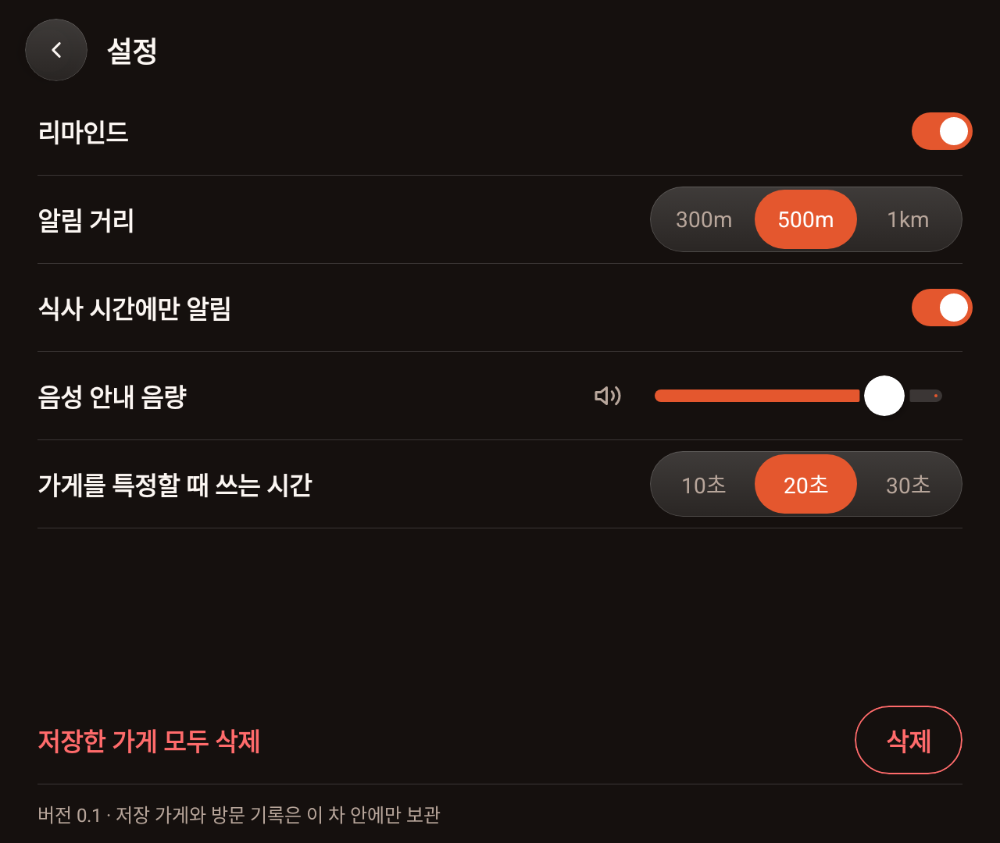 설정
리마인드
알림 거리
300m 500m 1km
식사 시간에만 알림
음성 안내 음량
가게를 특정할 때 쓰는 시간
10초 20초 30초
저장한 가게 모두 삭제
삭제
버전 0.1 · 저장 가게와 방문 기록은 이 차 안에만 보관